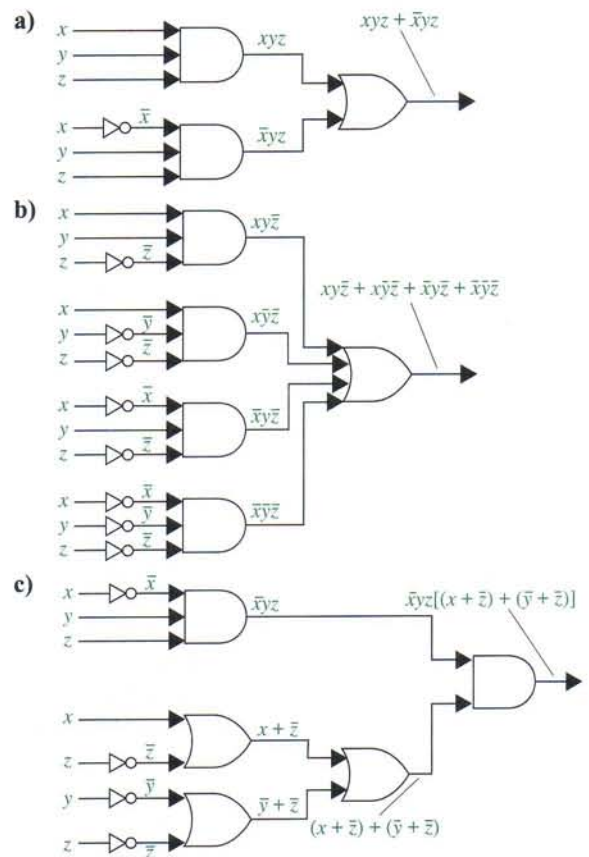 a)
x
y
z
xyz
xyz + x̄yz
x
x̄
y
z
x̄yz
b)
x
y
z
z̄
xyz̄
xyz̄ + xȳz̄ + x̄yz̄ + x̄ȳz̄
x
y
ȳ
z
z̄
xȳz̄
x
x̄
y
z
z̄
x̄yz̄
x
x̄
y
ȳ
z
z̄
x̄ȳz̄
c)
x
x̄
y
z
x̄yz
x̄yz[(x + z̄) + (ȳ + z̄)]
x
z
z̄
x + z̄
y
ȳ
z
z̄
ȳ + z̄
(x + z̄) + (ȳ + z̄)